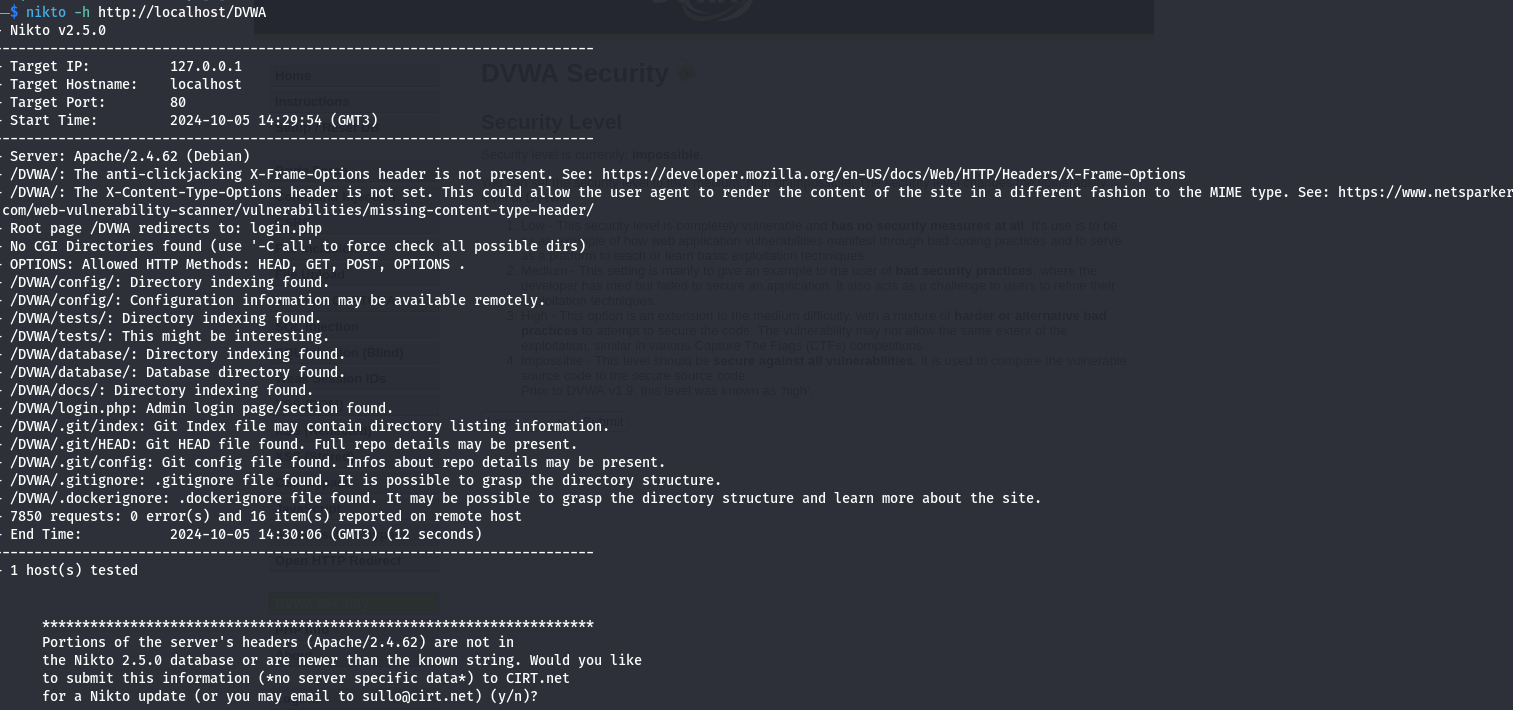 $ nikto -h http://localhost/DVWA
- Nikto v2.5.0
---------------------------------------------------------------------------
- Target IP:          127.0.0.1
- Target Hostname:    localhost
- Target Port:        80
- Start Time:         2024-10-05 14:29:54 (GMT3)
---------------------------------------------------------------------------
- Server: Apache/2.4.62 (Debian)
- /DVWA/: The anti-clickjacking X-Frame-Options header is not present. See: https://developer.mozilla.org/en-US/docs/Web/HTTP/Headers/X-Frame-Options
- /DVWA/: The X-Content-Type-Options header is not set. This could allow the user agent to render the content of the site in a different fashion to the MIME type. See: https://www.netsparker
com/web-vulnerability-scanner/vulnerabilities/missing-content-type-header/
- Root page /DVWA redirects to: login.php
- No CGI Directories found (use '-C all' to force check all possible dirs)
- OPTIONS: Allowed HTTP Methods: HEAD, GET, POST, OPTIONS .
- /DVWA/config/: Directory indexing found.
- /DVWA/config/: Configuration information may be available remotely.
- /DVWA/tests/: Directory indexing found.
- /DVWA/tests/: This might be interesting.
- /DVWA/database/: Directory indexing found.
- /DVWA/database/: Database directory found.
- /DVWA/docs/: Directory indexing found.
- /DVWA/login.php: Admin login page/section found.
- /DVWA/.git/index: Git Index file may contain directory listing information.
- /DVWA/.git/HEAD: Git HEAD file found. Full repo details may be present.
- /DVWA/.git/config: Git config file found. Infos about repo details may be present.
- /DVWA/.gitignore: .gitignore file found. It is possible to grasp the directory structure.
- /DVWA/.dockerignore: .dockerignore file found. It may be possible to grasp the directory structure and learn more about the site.
- 7850 requests: 0 error(s) and 16 item(s) reported on remote host
- End Time:           2024-10-05 14:30:06 (GMT3) (12 seconds)
---------------------------------------------------------------------------
- 1 host(s) tested
*********************************************************************
Portions of the server's headers (Apache/2.4.62) are not in
the Nikto 2.5.0 database or are newer than the known string. Would you like
to submit this information (*no server specific data*) to CIRT.net
for a Nikto update (or you may email to sullo@cirt.net) (y/n)?
Home
Instructions
DVWA Security
Security Level
Security level is currently: impossible.
Open HTTP Redirect